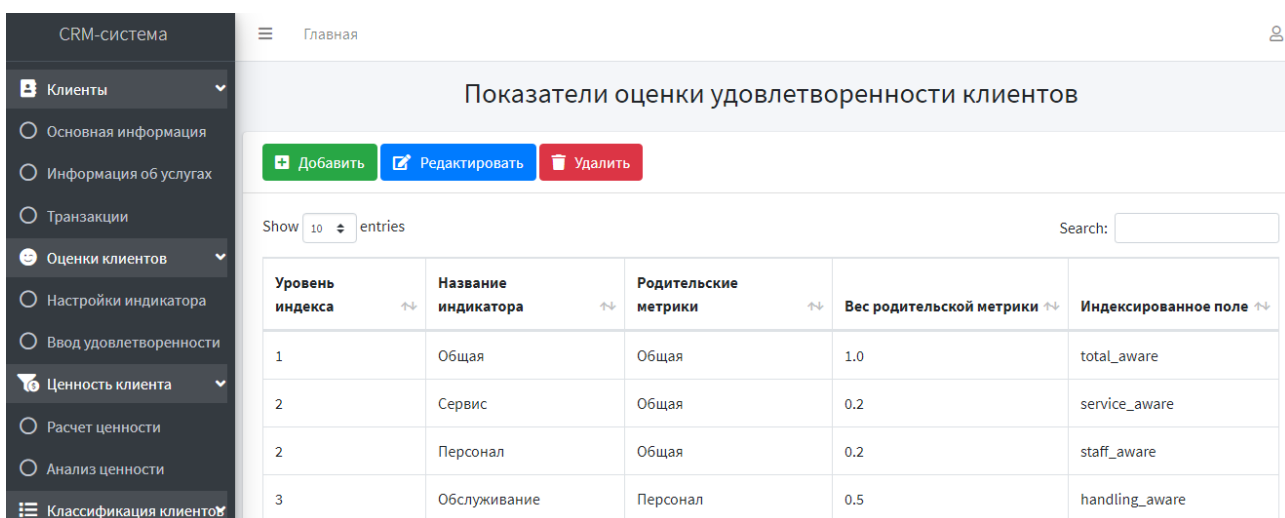 CRM-система
Главная
Клиенты
Основная информация
Информация об услугах
Транзакции
Оценки клиентов
Настройки индикатора
Ввод удовлетворенности
Ценность клиента
Расчет ценности
Анализ ценности
Классификация клиентов
Показатели оценки удовлетворенности клиентов
Добавить Редактировать Удалить
Show 10 entries
Search:
Уровень индекса Название индикатора Родительские метрики Вес родительской метрики Индексированное поле
1 Общая Общая 1.0 total_aware
2 Сервис Общая 0.2 service_aware
2 Персонал Общая 0.2 staff_aware
3 Обслуживание Персонал 0.5 handling_aware